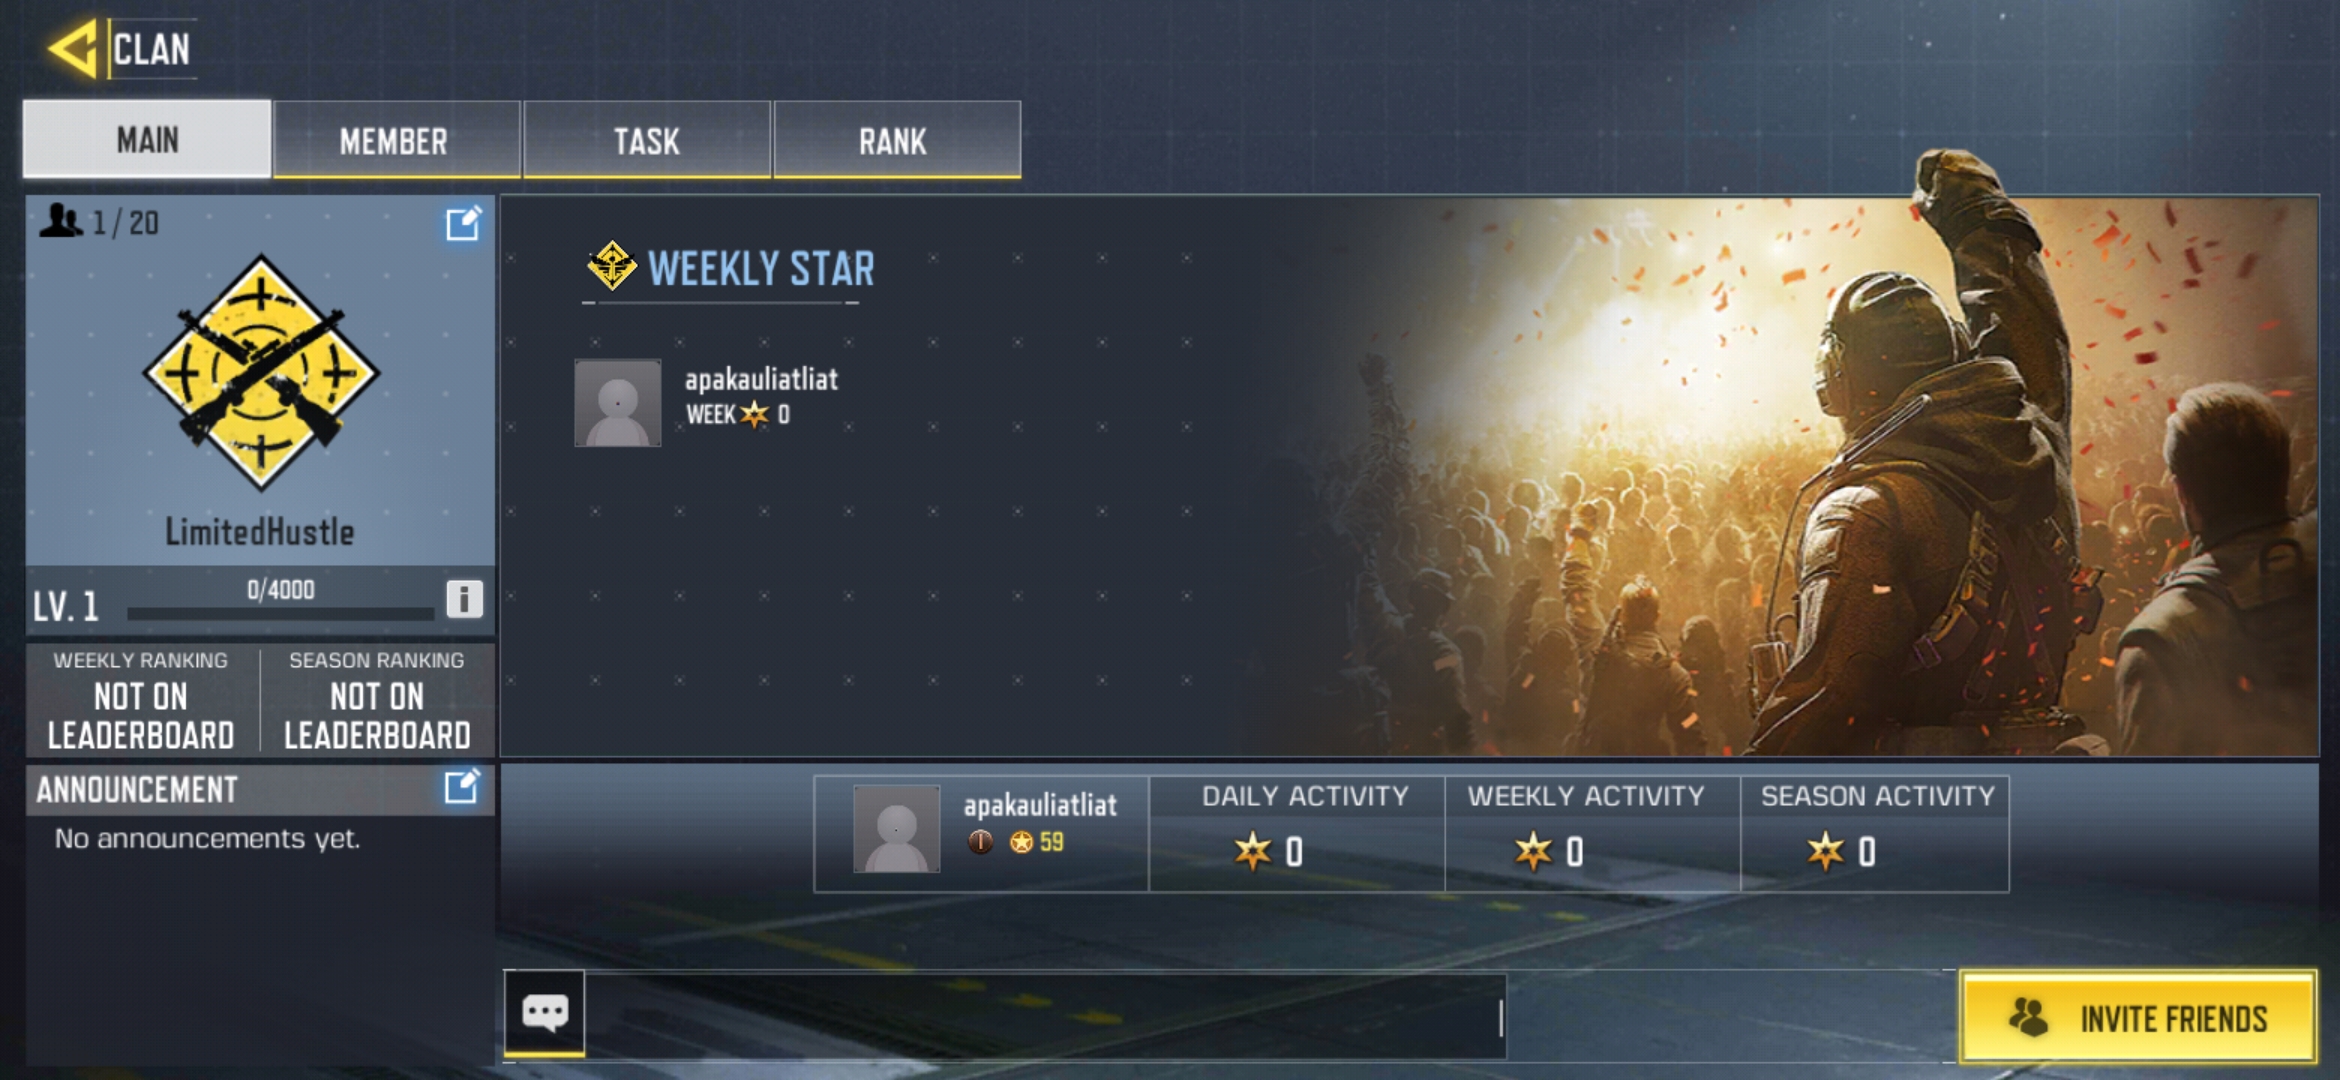 CLAN
MAIN
MEMBER
TASK
RANK
1/20
LimitedHustle
LV. 1
0/4000
WEEKLY RANKING
NOT ON
LEADERBOARD
SEASON RANKING
NOT ON
LEADERBOARD
ANNOUNCEMENT
No announcements yet.
WEEKLY STAR
apakauliatliat
WEEK 0
apakauliatliat
59
DAILY ACTIVITY
0
WEEKLY ACTIVITY
0
SEASON ACTIVITY
0
INVITE FRIENDS